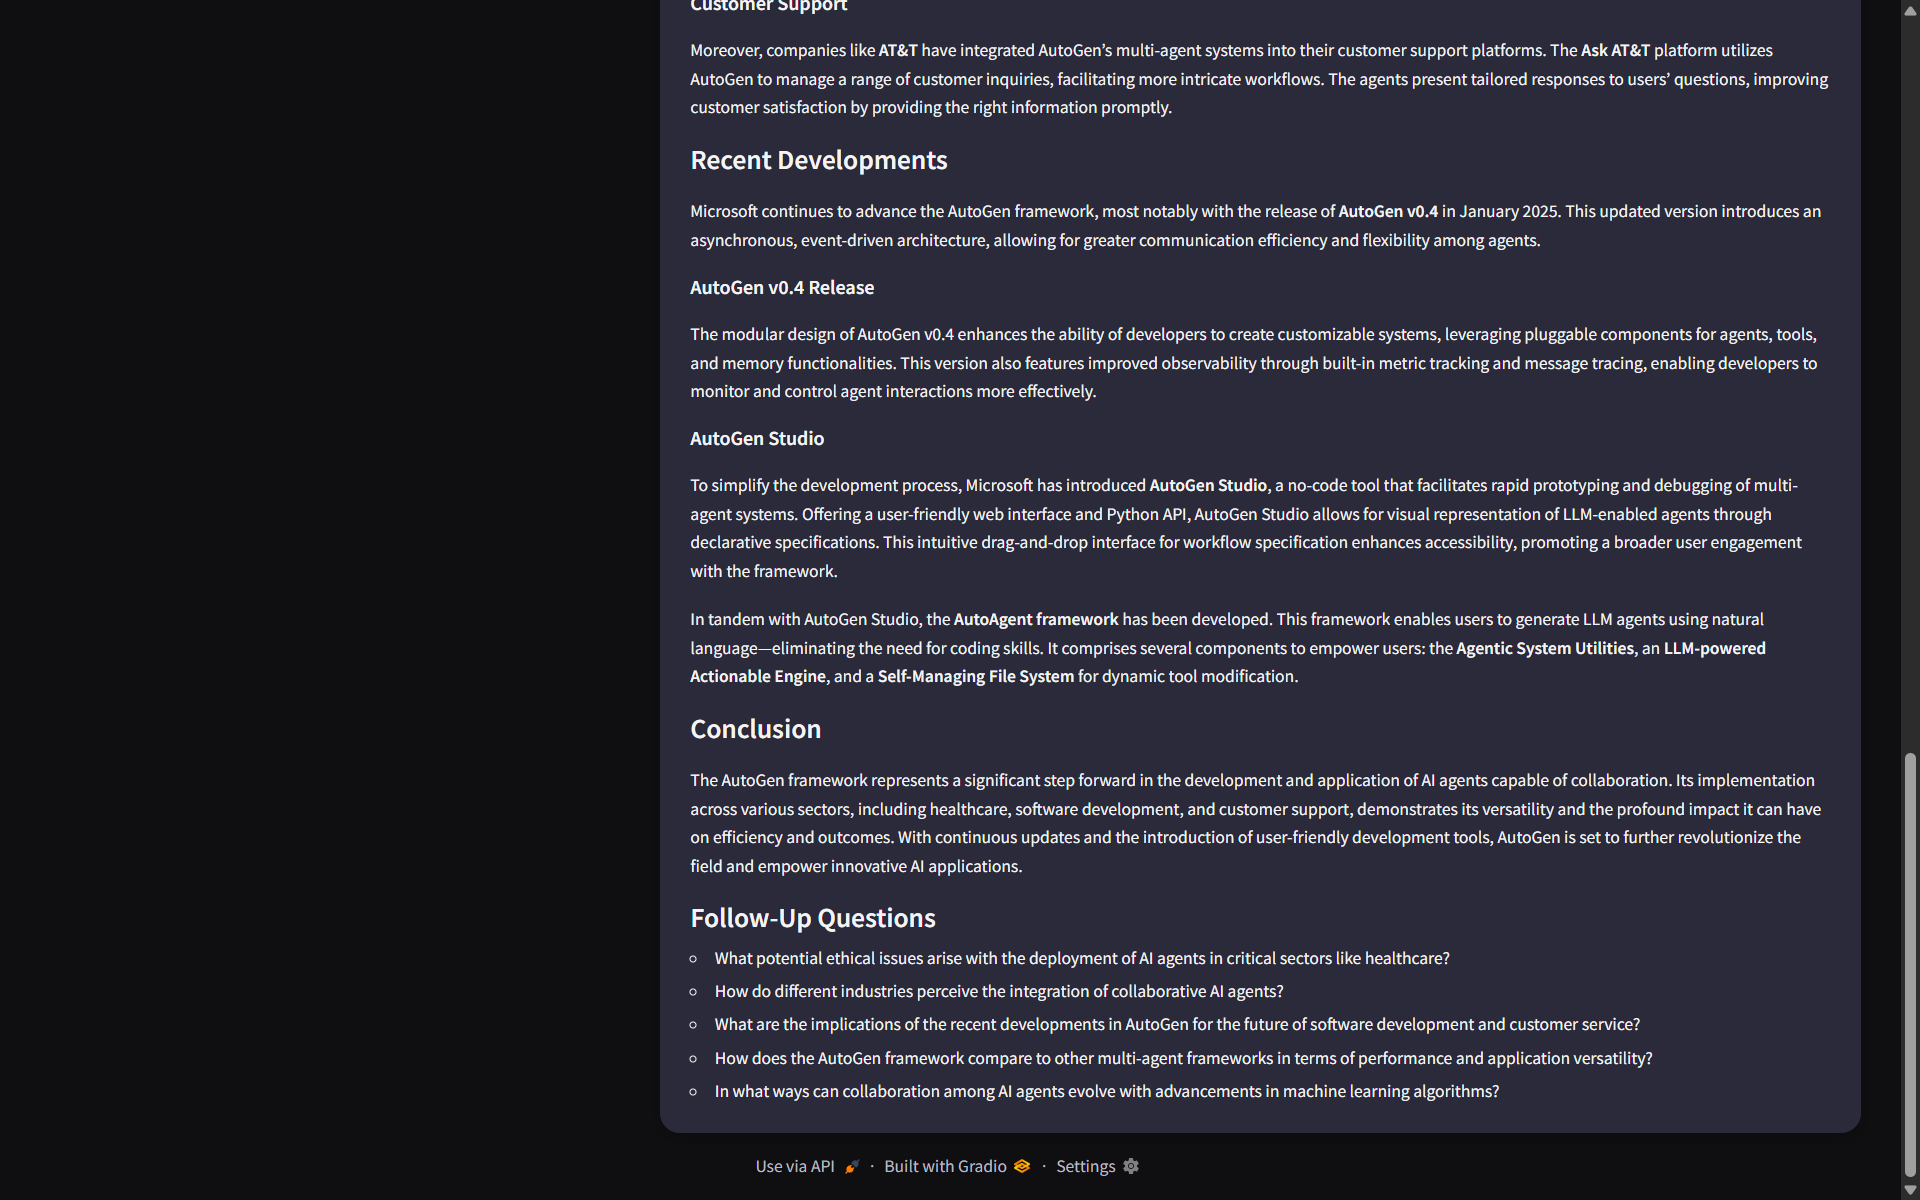 Customer Support
Moreover, companies like AT&T have integrated AutoGen’s multi-agent systems into their customer support platforms. The Ask AT&T platform utilizes
AutoGen to manage a range of customer inquiries, facilitating more intricate workflows. The agents present tailored responses to users’ questions, improving
customer satisfaction by providing the right information promptly.
Recent Developments
Microsoft continues to advance the AutoGen framework, most notably with the release of AutoGen v0.4 in January 2025. This updated version introduces an
asynchronous, event-driven architecture, allowing for greater communication efficiency and flexibility among agents.
AutoGen v0.4 Release
The modular design of AutoGen v0.4 enhances the ability of developers to create customizable systems, leveraging pluggable components for agents, tools,
and memory functionalities. This version also features improved observability through built-in metric tracking and message tracing, enabling developers to
monitor and control agent interactions more effectively.
AutoGen Studio
To simplify the development process, Microsoft has introduced AutoGen Studio, a no-code tool that facilitates rapid prototyping and debugging of multi-
agent systems. Offering a user-friendly web interface and Python API, AutoGen Studio allows for visual representation of LLM-enabled agents through
declarative specifications. This intuitive drag-and-drop interface for workflow specification enhances accessibility, promoting a broader user engagement
with the framework.
In tandem with AutoGen Studio, the AutoAgent framework has been developed. This framework enables users to generate LLM agents using natural
language—eliminating the need for coding skills. It comprises several components to empower users: the Agentic System Utilities, an LLM-powered
Actionable Engine, and a Self-Managing File System for dynamic tool modification.
Conclusion
The AutoGen framework represents a significant step forward in the development and application of AI agents capable of collaboration. Its implementation
across various sectors, including healthcare, software development, and customer support, demonstrates its versatility and the profound impact it can have
on efficiency and outcomes. With continuous updates and the introduction of user-friendly development tools, AutoGen is set to further revolutionize the
field and empower innovative AI applications.
Follow-Up Questions
What potential ethical issues arise with the deployment of AI agents in critical sectors like healthcare?
How do different industries perceive the integration of collaborative AI agents?
What are the implications of the recent developments in AutoGen for the future of software development and customer service?
How does the AutoGen framework compare to other multi-agent frameworks in terms of performance and application versatility?
In what ways can collaboration among AI agents evolve with advancements in machine learning algorithms?
Use via API · Built with Gradio · Settings